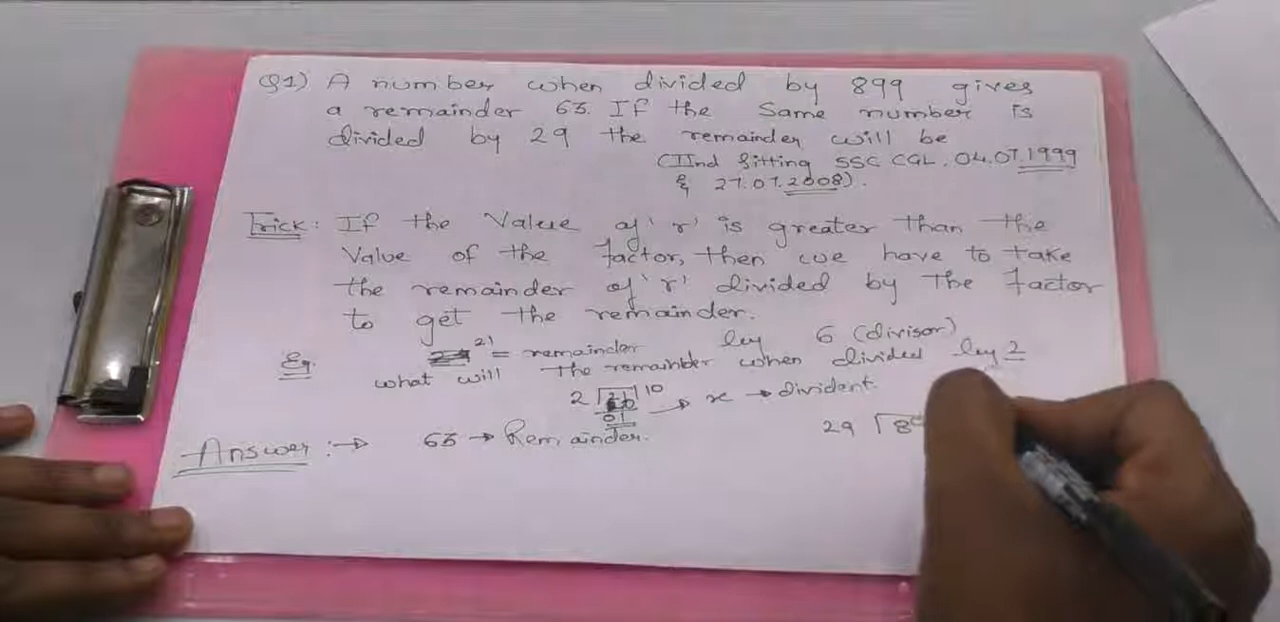 Q1) A number when divided by 899 gives
a remainder 63. If the same number is
divided by 29 the remainder will be
(IInd Sitting SSC CGL. 04.07.1999
& 27.07.2008).
Trick: If the Value of 'r' is greater than the
Value of the factor, then we have to take
the remainder of 'r' divided by the factor
to get the remainder.
Eg 21 = remainder by 6 (divisor)
what will the remainder when divided by 2
2 21 10 → x → divident.
01
Answer :→ 63 → Remainder. 29 8